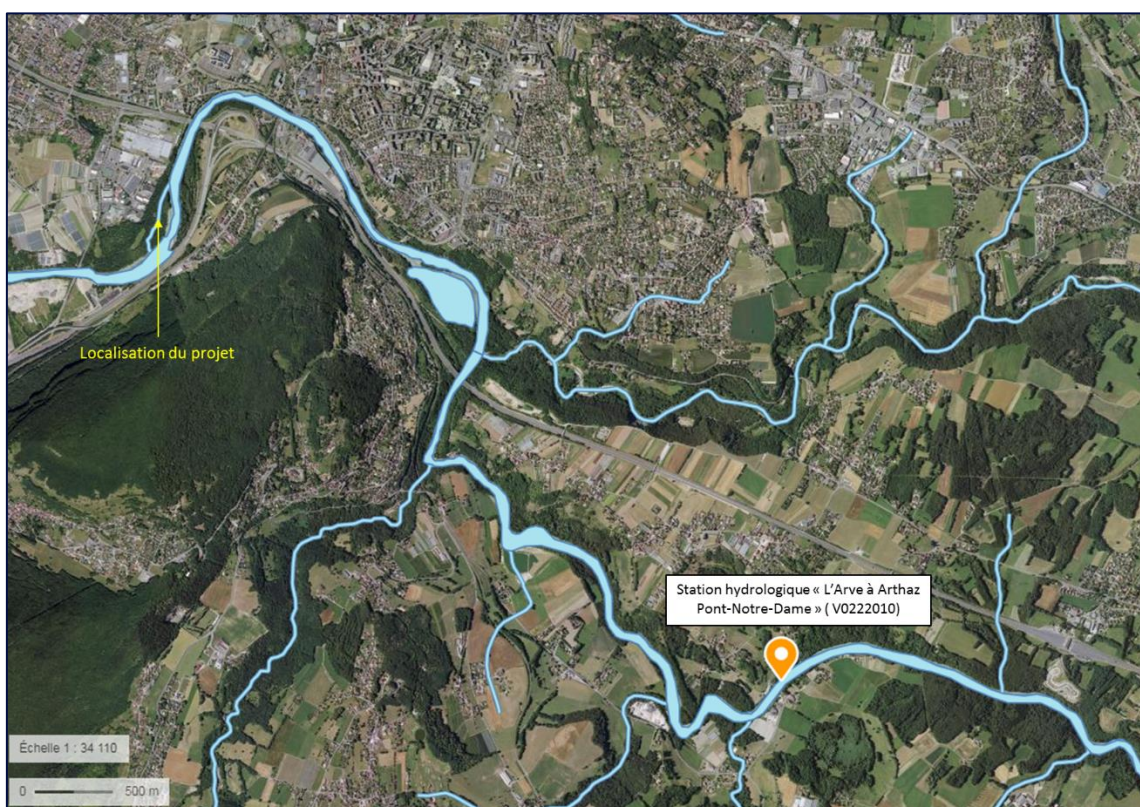 Localisation du projet
Station hydrologique « L’Arve à Arthaz
Pont-Notre-Dame » ( V0222010)
Échelle 1 : 34 110
0 500 m